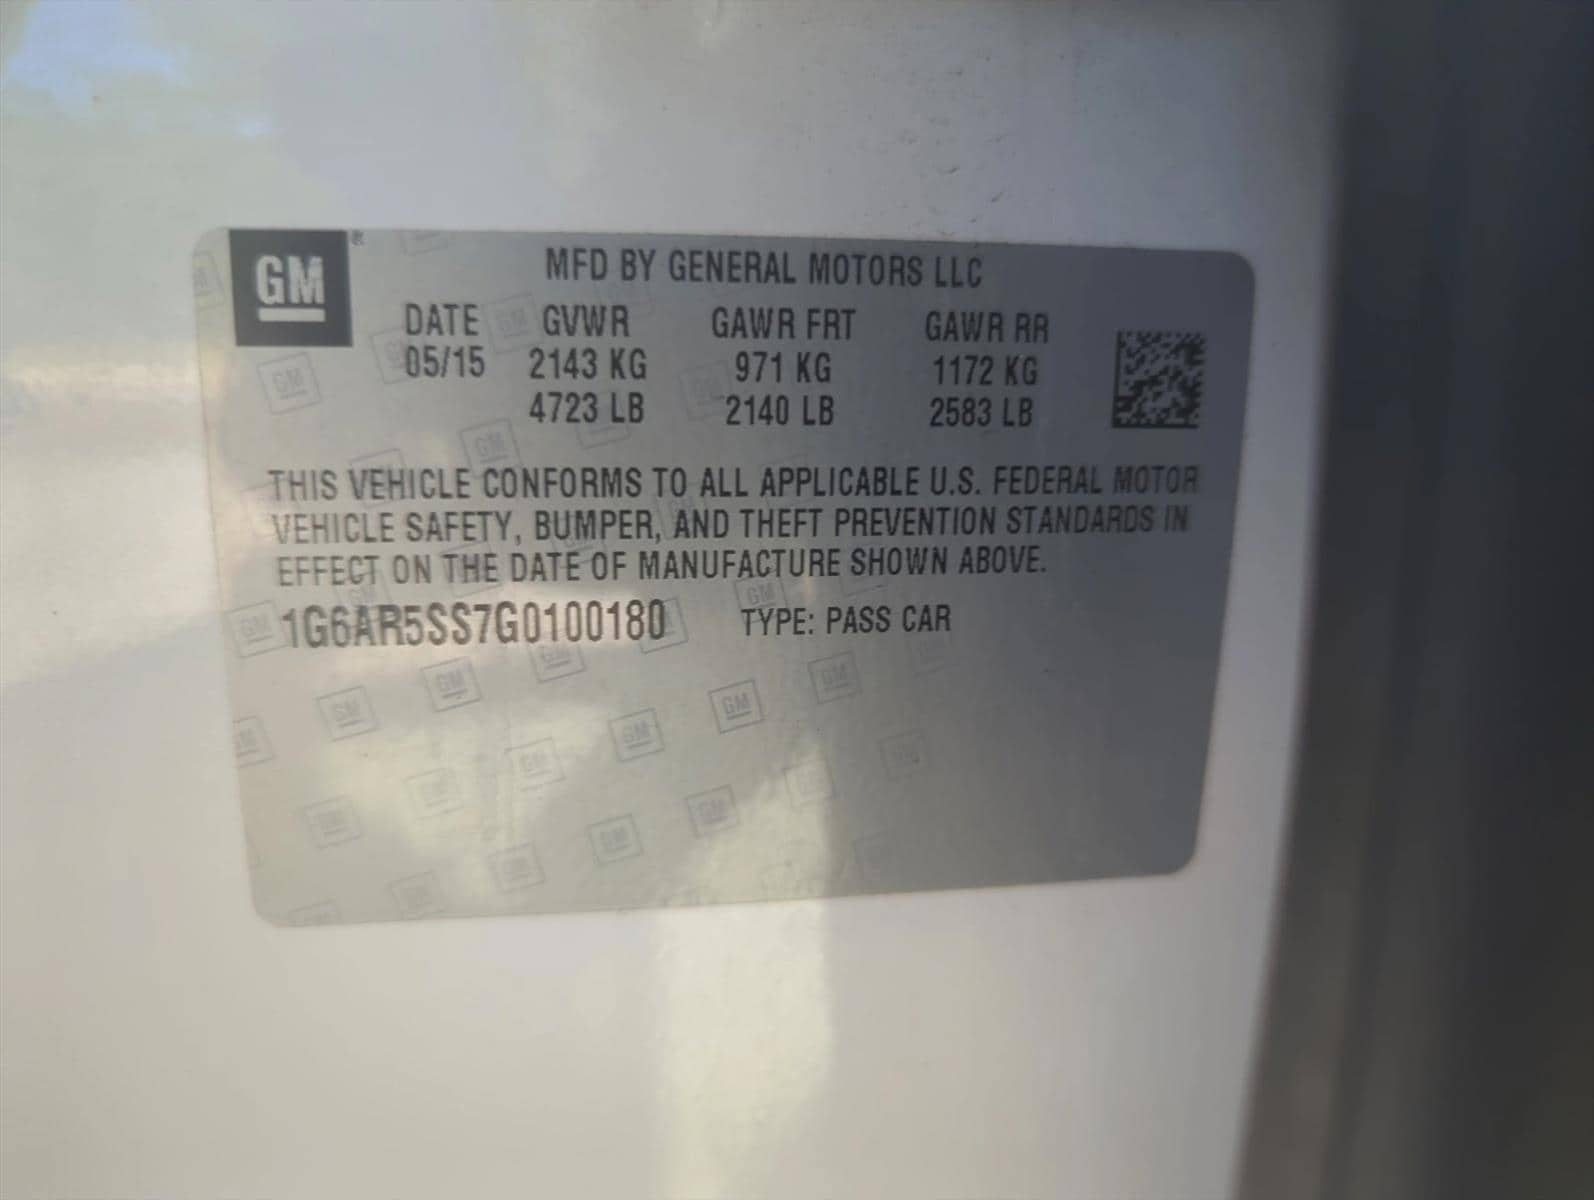 GM
MFD BY GENERAL MOTORS LLC
DATE GVWR GAWR FRT GAWR RR
05/15 2143 KG 971 KG 1172 KG
4723 LB 2140 LB 2583 LB
THIS VEHICLE CONFORMS TO ALL APPLICABLE U.S. FEDERAL MOTOR
VEHICLE SAFETY, BUMPER, AND THEFT PREVENTION STANDARDS IN
EFFECT ON THE DATE OF MANUFACTURE SHOWN ABOVE.
1G6AR5SS7G0100180 TYPE: PASS CAR